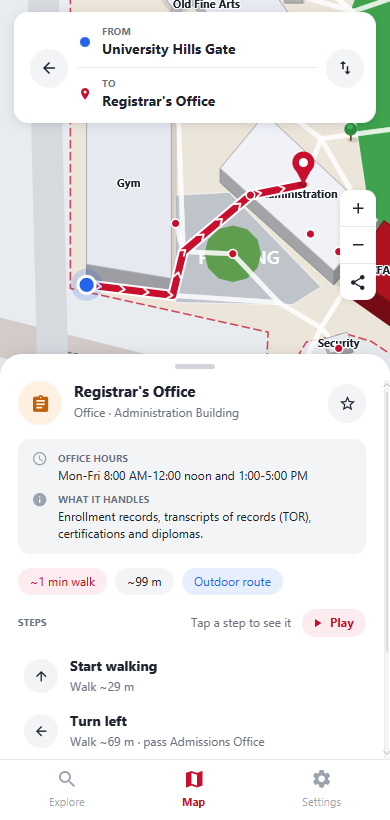 Old Fine Arts
FROM
University Hills Gate
TO
Registrar's Office
Gym
Administration
Security
Registrar's Office
Office · Administration Building
OFFICE HOURS
Mon-Fri 8:00 AM-12:00 noon and 1:00-5:00 PM
WHAT IT HANDLES
Enrollment records, transcripts of records (TOR),
certifications and diplomas.
~1 min walk
~99 m
Outdoor route
STEPS
Tap a step to see it
Play
Start walking
Walk ~29 m
Turn left
Walk ~69 m · pass Admissions Office
Explore
Map
Settings